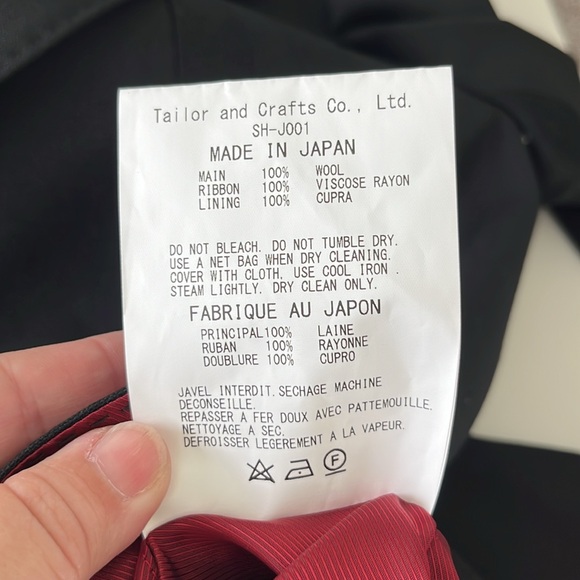 Tailor and Crafts Co., Ltd.
SH-J001
MADE IN JAPAN
MAIN 100% WOOL
RIBBON 100% VISCOSE RAYON
LINING 100% CUPRA
DO NOT BLEACH. DO NOT TUMBLE DRY.
USE A NET BAG WHEN DRY CLEANING.
COVER WITH CLOTH. USE COOL IRON .
STEAM LIGHTLY. DRY CLEAN ONLY.
FABRIQUE AU JAPON
PRINCIPAL 100% LAINE
RUBAN 100% RAYONNE
DOUBLURE 100% CUPRO
JAVEL INTERDIT. SECHAGE MACHINE
DECONSEILLE.
REPASSER A FER DOUX AVEC PATTEMOUILLE.
NETTOYAGE A SEC.
DEFROISSER LEGEREMENT A LA VAPEUR.
F